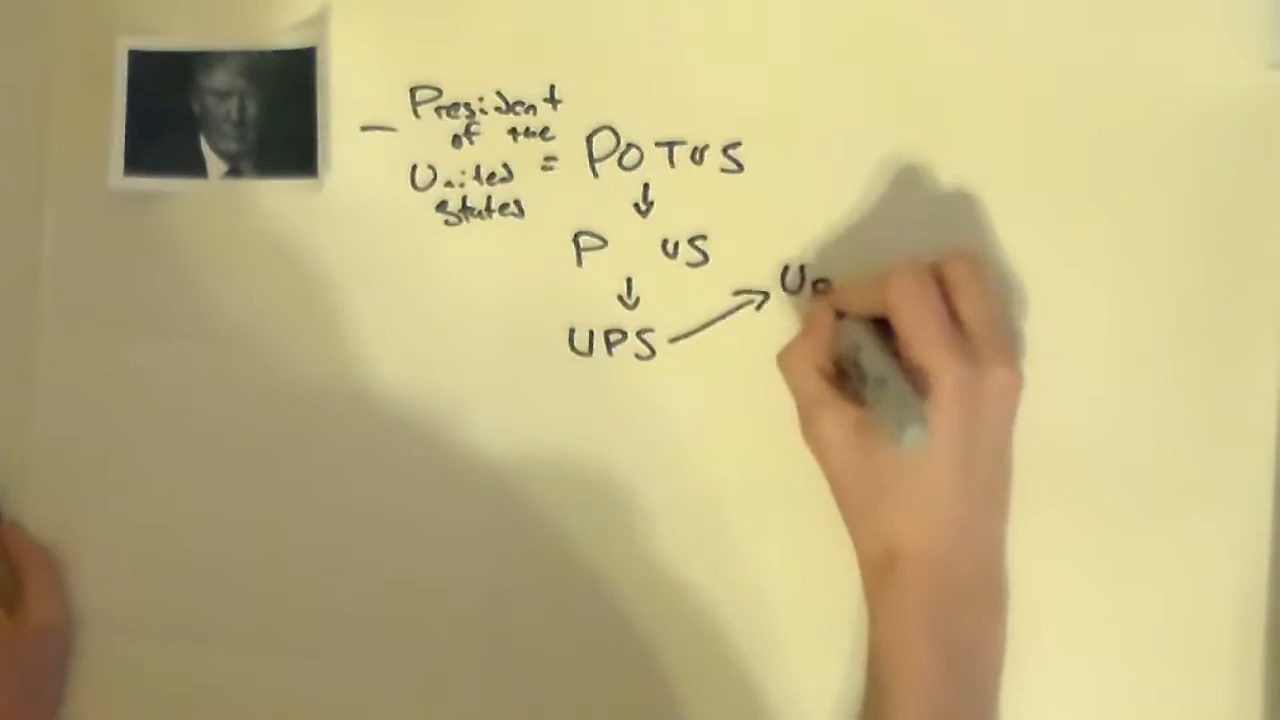 President
of the
United
States
= POTUS
P US
UPS